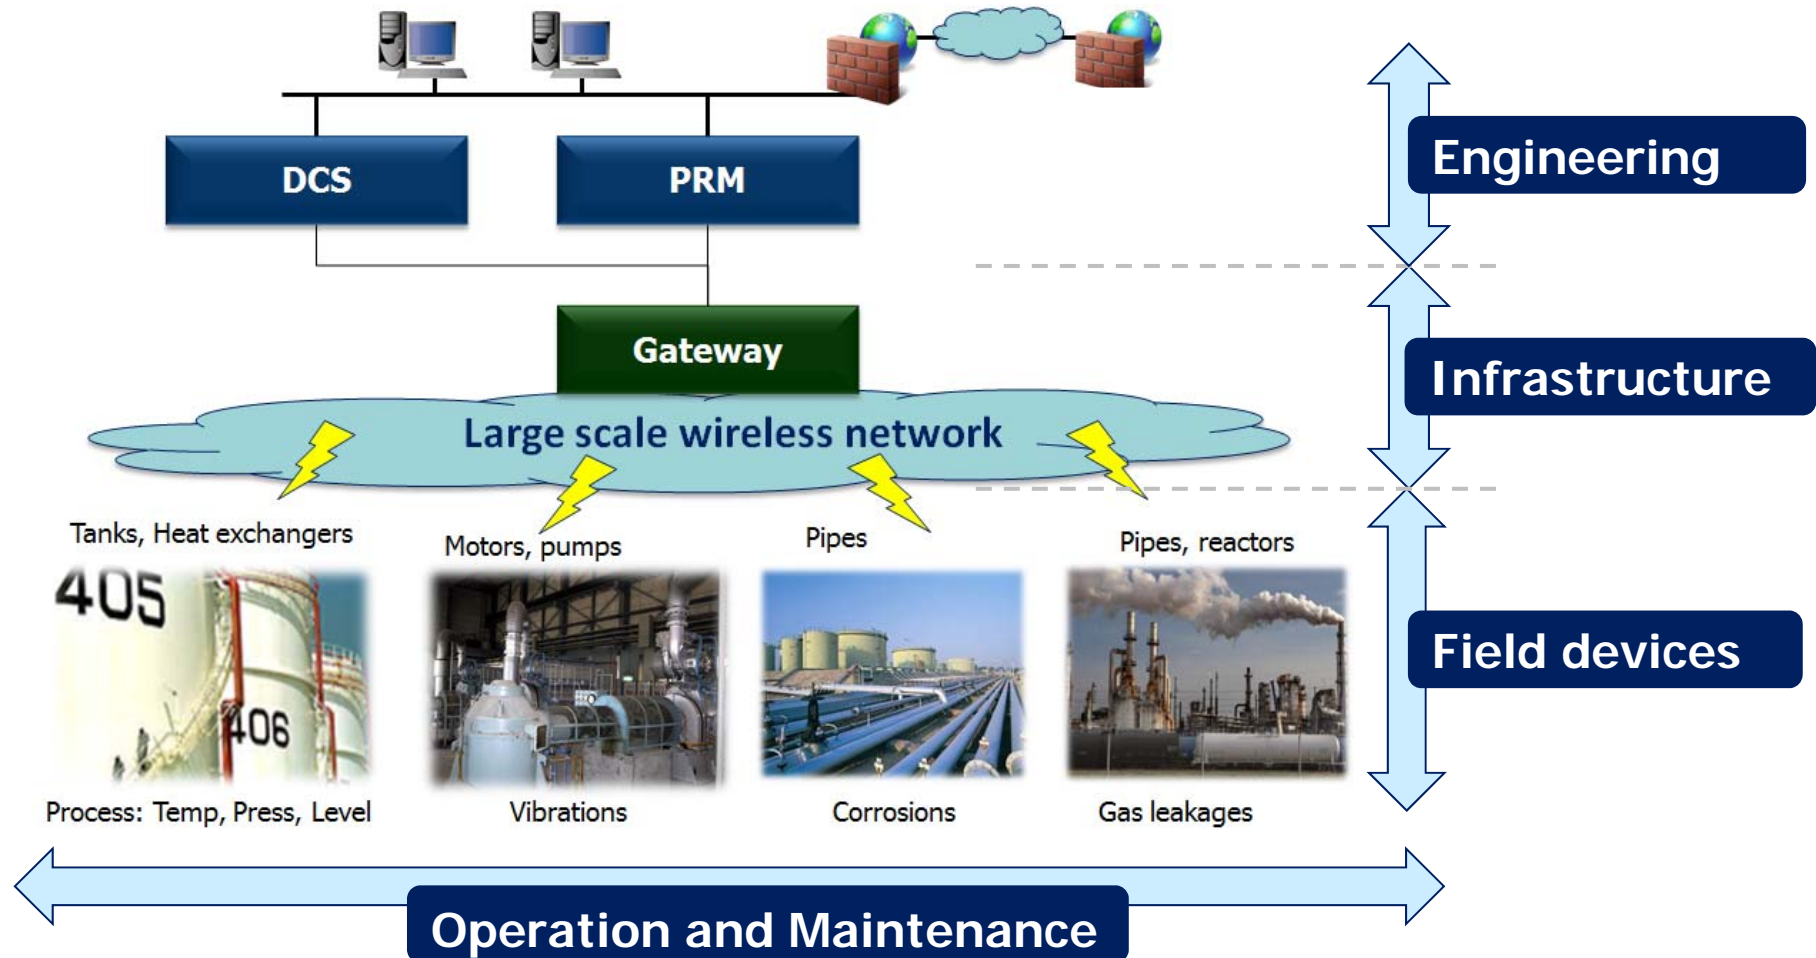 DCS
PRM
Engineering
Gateway
Infrastructure
Large scale wireless network
Tanks, Heat exchangers
Motors, pumps
Pipes
Pipes, reactors
405
406
Field devices
Process: Temp, Press, Level
Vibrations
Corrosions
Gas leakages
Operation and Maintenance